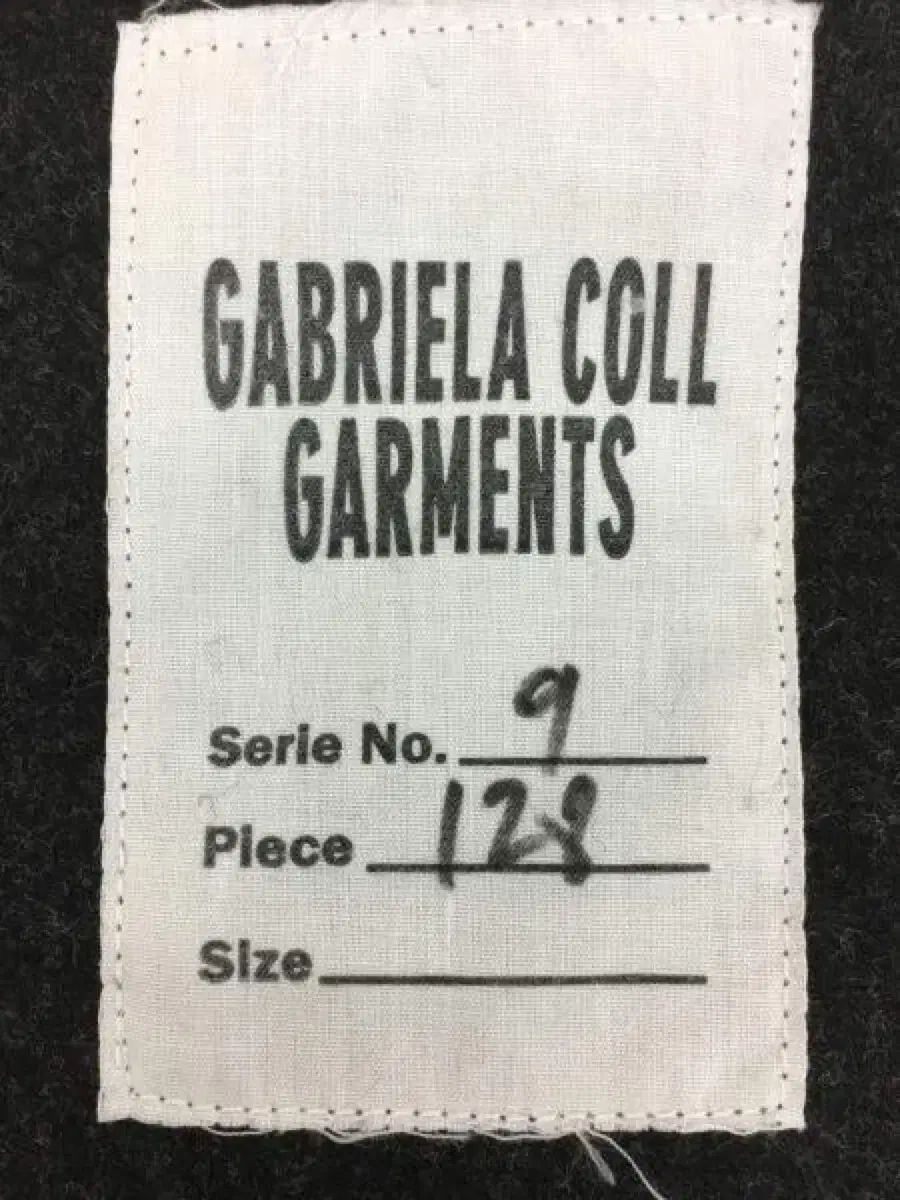 GABRIELA COLL
GARMENTS
Serie No. 9
Piece 128
Size